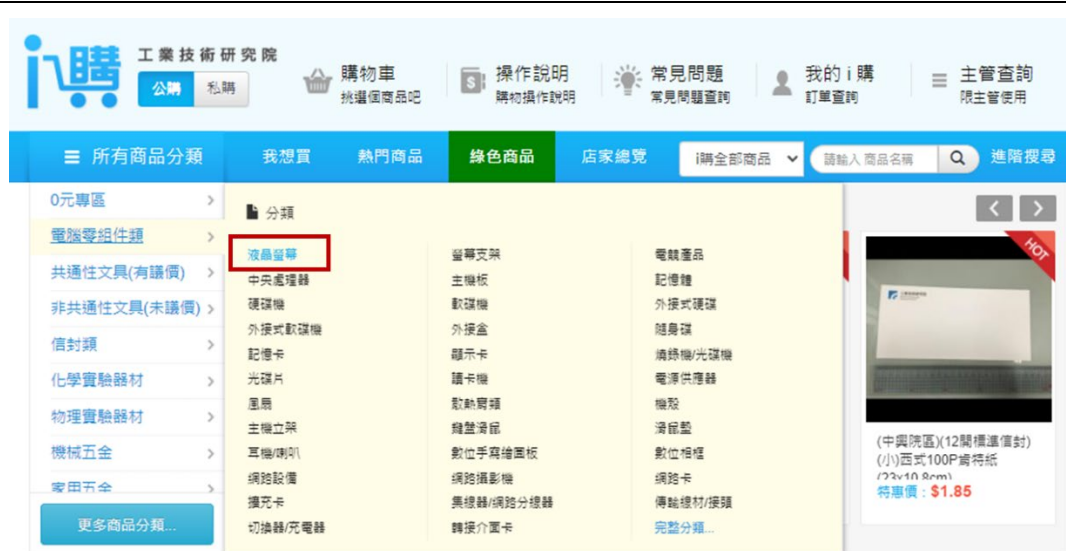 i購
工業技術研究院
公購 私購
購物車
挑選個商品吧
操作說明
購物操作說明
常見問題
常見問題查詢
我的 i 購
訂單查詢
主管查詢
限主管使用
所有商品分類 我想買 熱門商品 綠色商品 店家總覽 i購全部商品 請輸入 商品名稱 進階搜尋
0元專區
電腦零組件類
共通性文具(有議價)
非共通性文具(未議價)
信封類
化學實驗器材
物理實驗器材
機械五金
家用五金
更多商品分類...
分類
液晶螢幕 螢幕支架 電競產品
中央處理器 主機板 記憶體
硬碟機 軟碟機 外接式硬碟
外接式軟碟機 外接盒 隨身碟
記憶卡 顯示卡 燒錄機/光碟機
光碟片 讀卡機 電源供應器
風扇 散熱膏類 機殼
主機立架 鍵盤滑鼠 滑鼠墊
耳機/喇叭 數位手寫繪圖板 數位相框
網路設備 網路攝影機 網路卡
擴充卡 集線器/網路分線器 傳輸線材/接頭
切換器/充電器 轉接介面卡 完整分類...
HOT
(中興院區)(12開標準信封)
(小)西式100P肯特紙
(23x10.8cm)
特惠價：$1.85